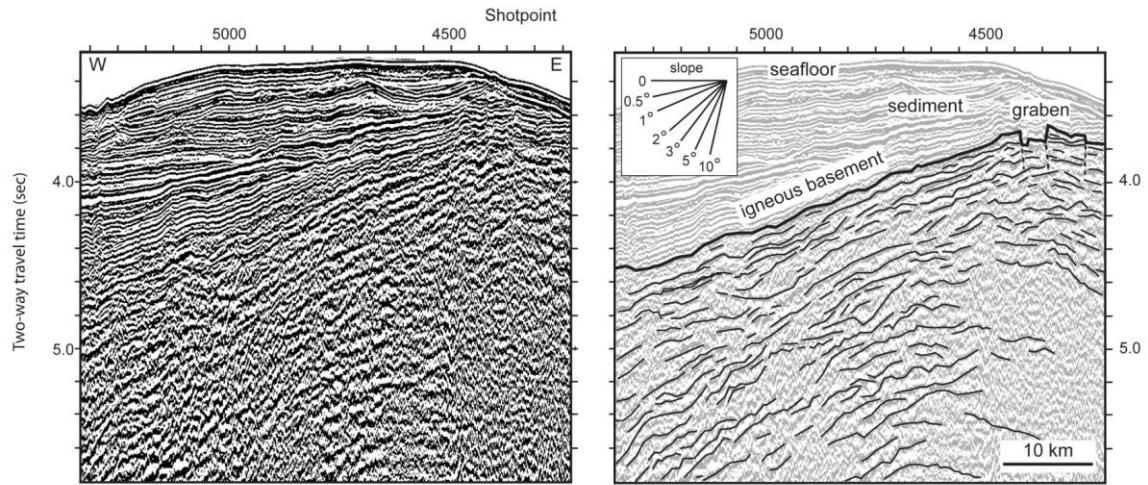 Shotpoint
5000
4500
5000
4500
W
E
slope
0
0.5°
1°
2°
3°
5°
10°
seafloor
sediment
graben
igneous basement
Two-way travel time (sec)
4.0
5.0
4.0
5.0
10 km